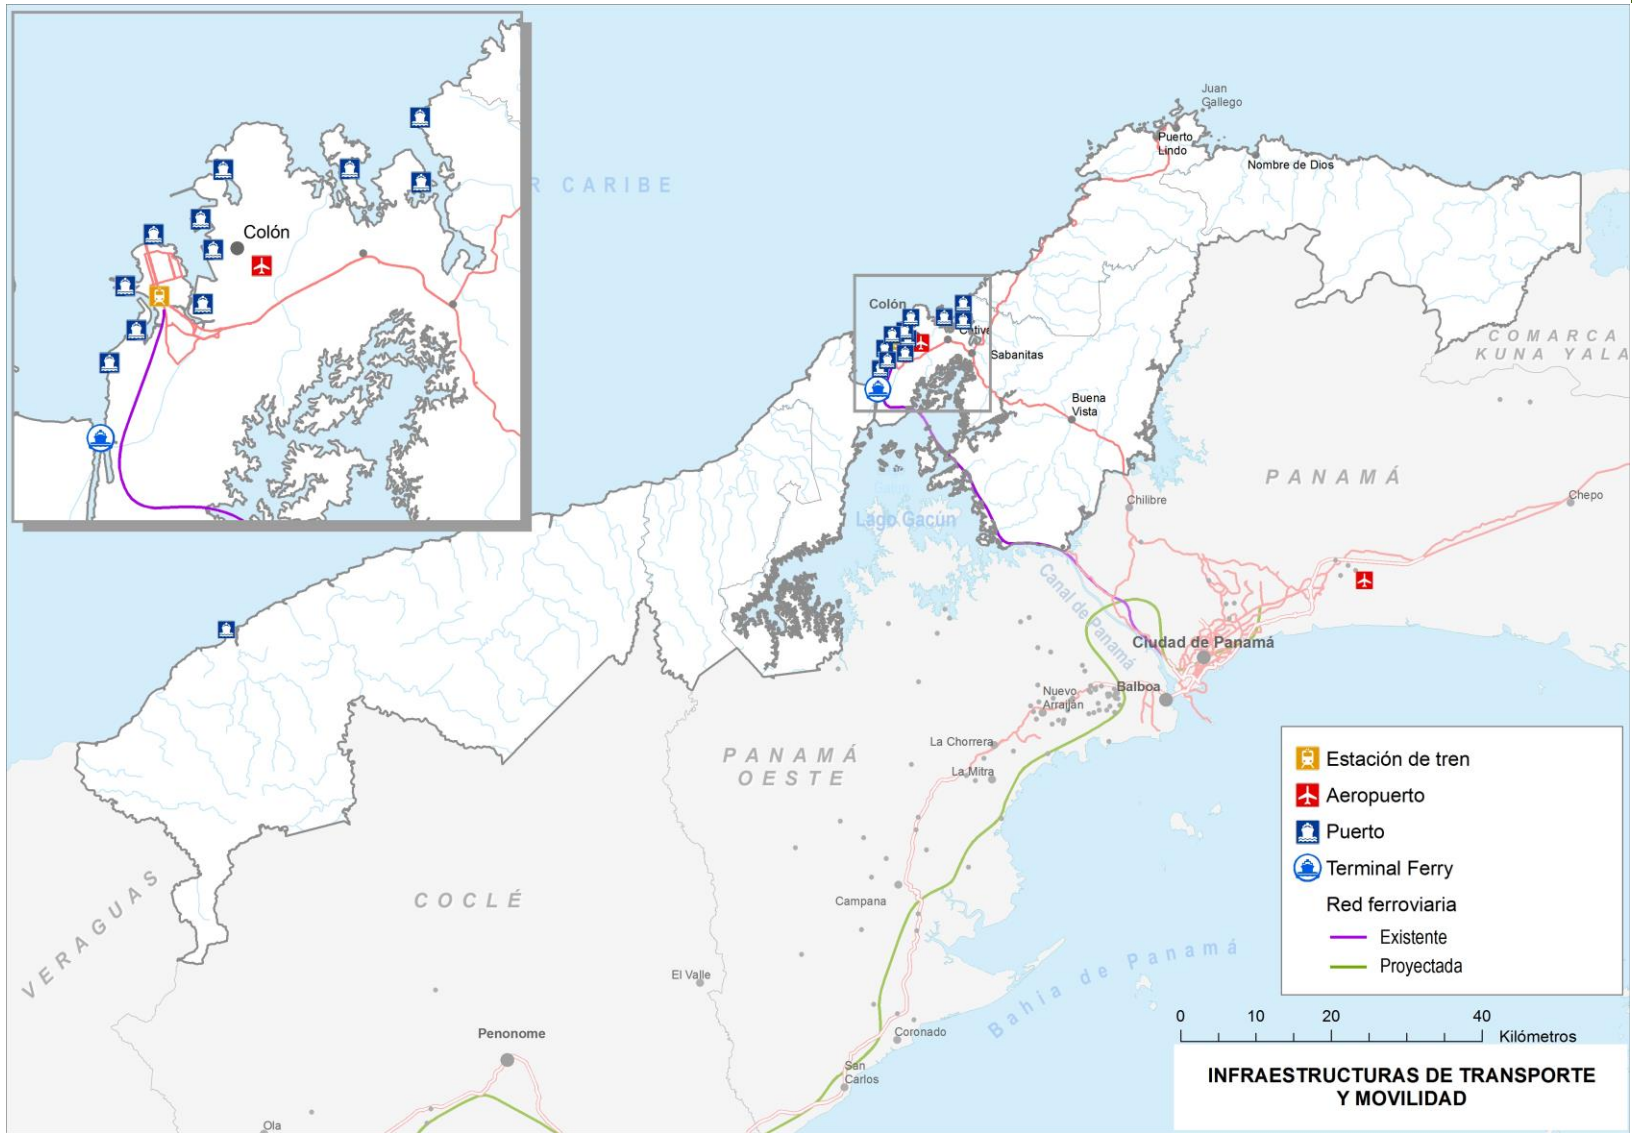 Colón
R CARIBE
Juan
Gallego
Puerto
Lindo
Nombre de Dios
Colón
Sabanitas
Buena
Vista
COMARCA
KUNA YALA
PANAMÁ
Chilibre
Chepo
Lago Gatún
Canal de Panamá
Ciudad de Panamá
Balboa
Nuevo
Arraiján
La Chorrera
La Mitra
PANAMÁ
OESTE
Campana
COCLÉ
VERAGUAS
El Valle
Bahia de Panamá
Coronado
Penonome
San
Carlos
Ola
Estación de tren
Aeropuerto
Puerto
Terminal Ferry
Red ferroviaria
Existente
Proyectada
0 10 20 40
Kilómetros
INFRAESTRUCTURAS DE TRANSPORTE
Y MOVILIDAD